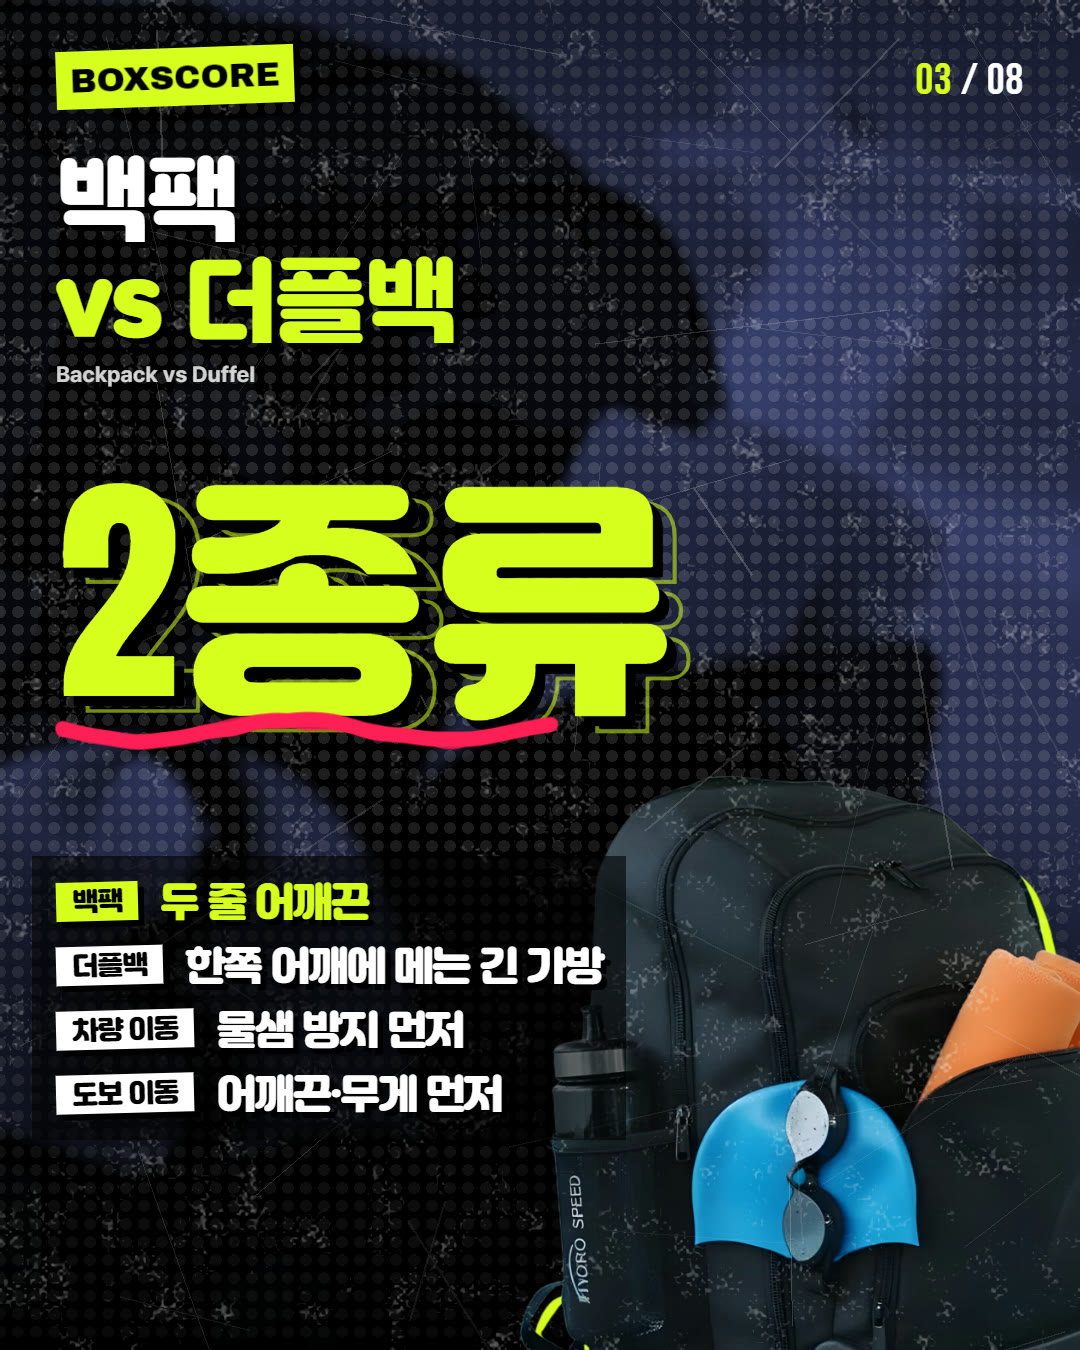 BOXSCORE
03 / 08
백팩
vs 더플백
Backpack vs Duffel
2종류
백팩 두 줄 어깨끈
더플백 한쪽 어깨에 메는 긴 가방
차량 이동 물샘 방지 먼저
도보 이동 어깨끈·무게 먼저
HYORO SPEED